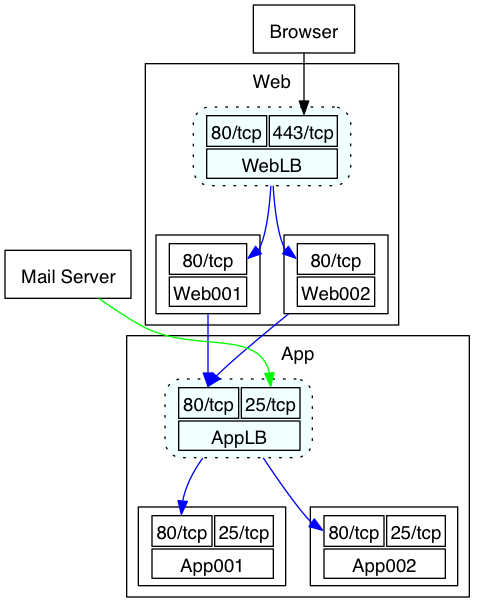 Browser
Web
80/tcp 443/tcp
WebLB
80/tcp 80/tcp
Web001 Web002
Mail Server
App
80/tcp 25/tcp
AppLB
80/tcp 25/tcp 80/tcp 25/tcp
App001 App002